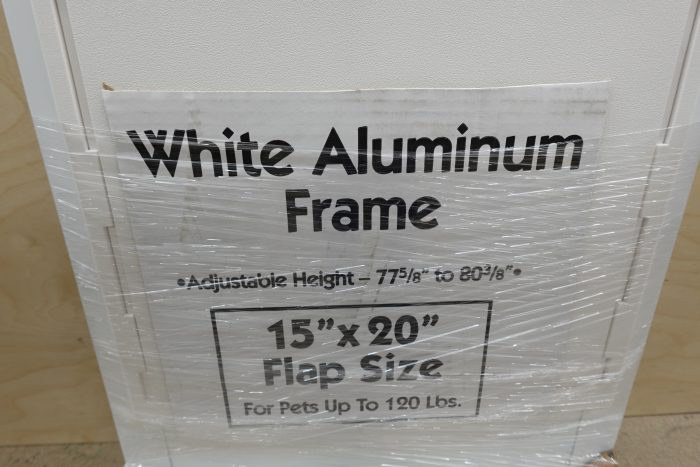 White Aluminum
Frame
•Adjustable Height – 77⁵/₈" to 80³/₈"•
15" x 20"
Flap Size
For Pets Up To 120 Lbs.